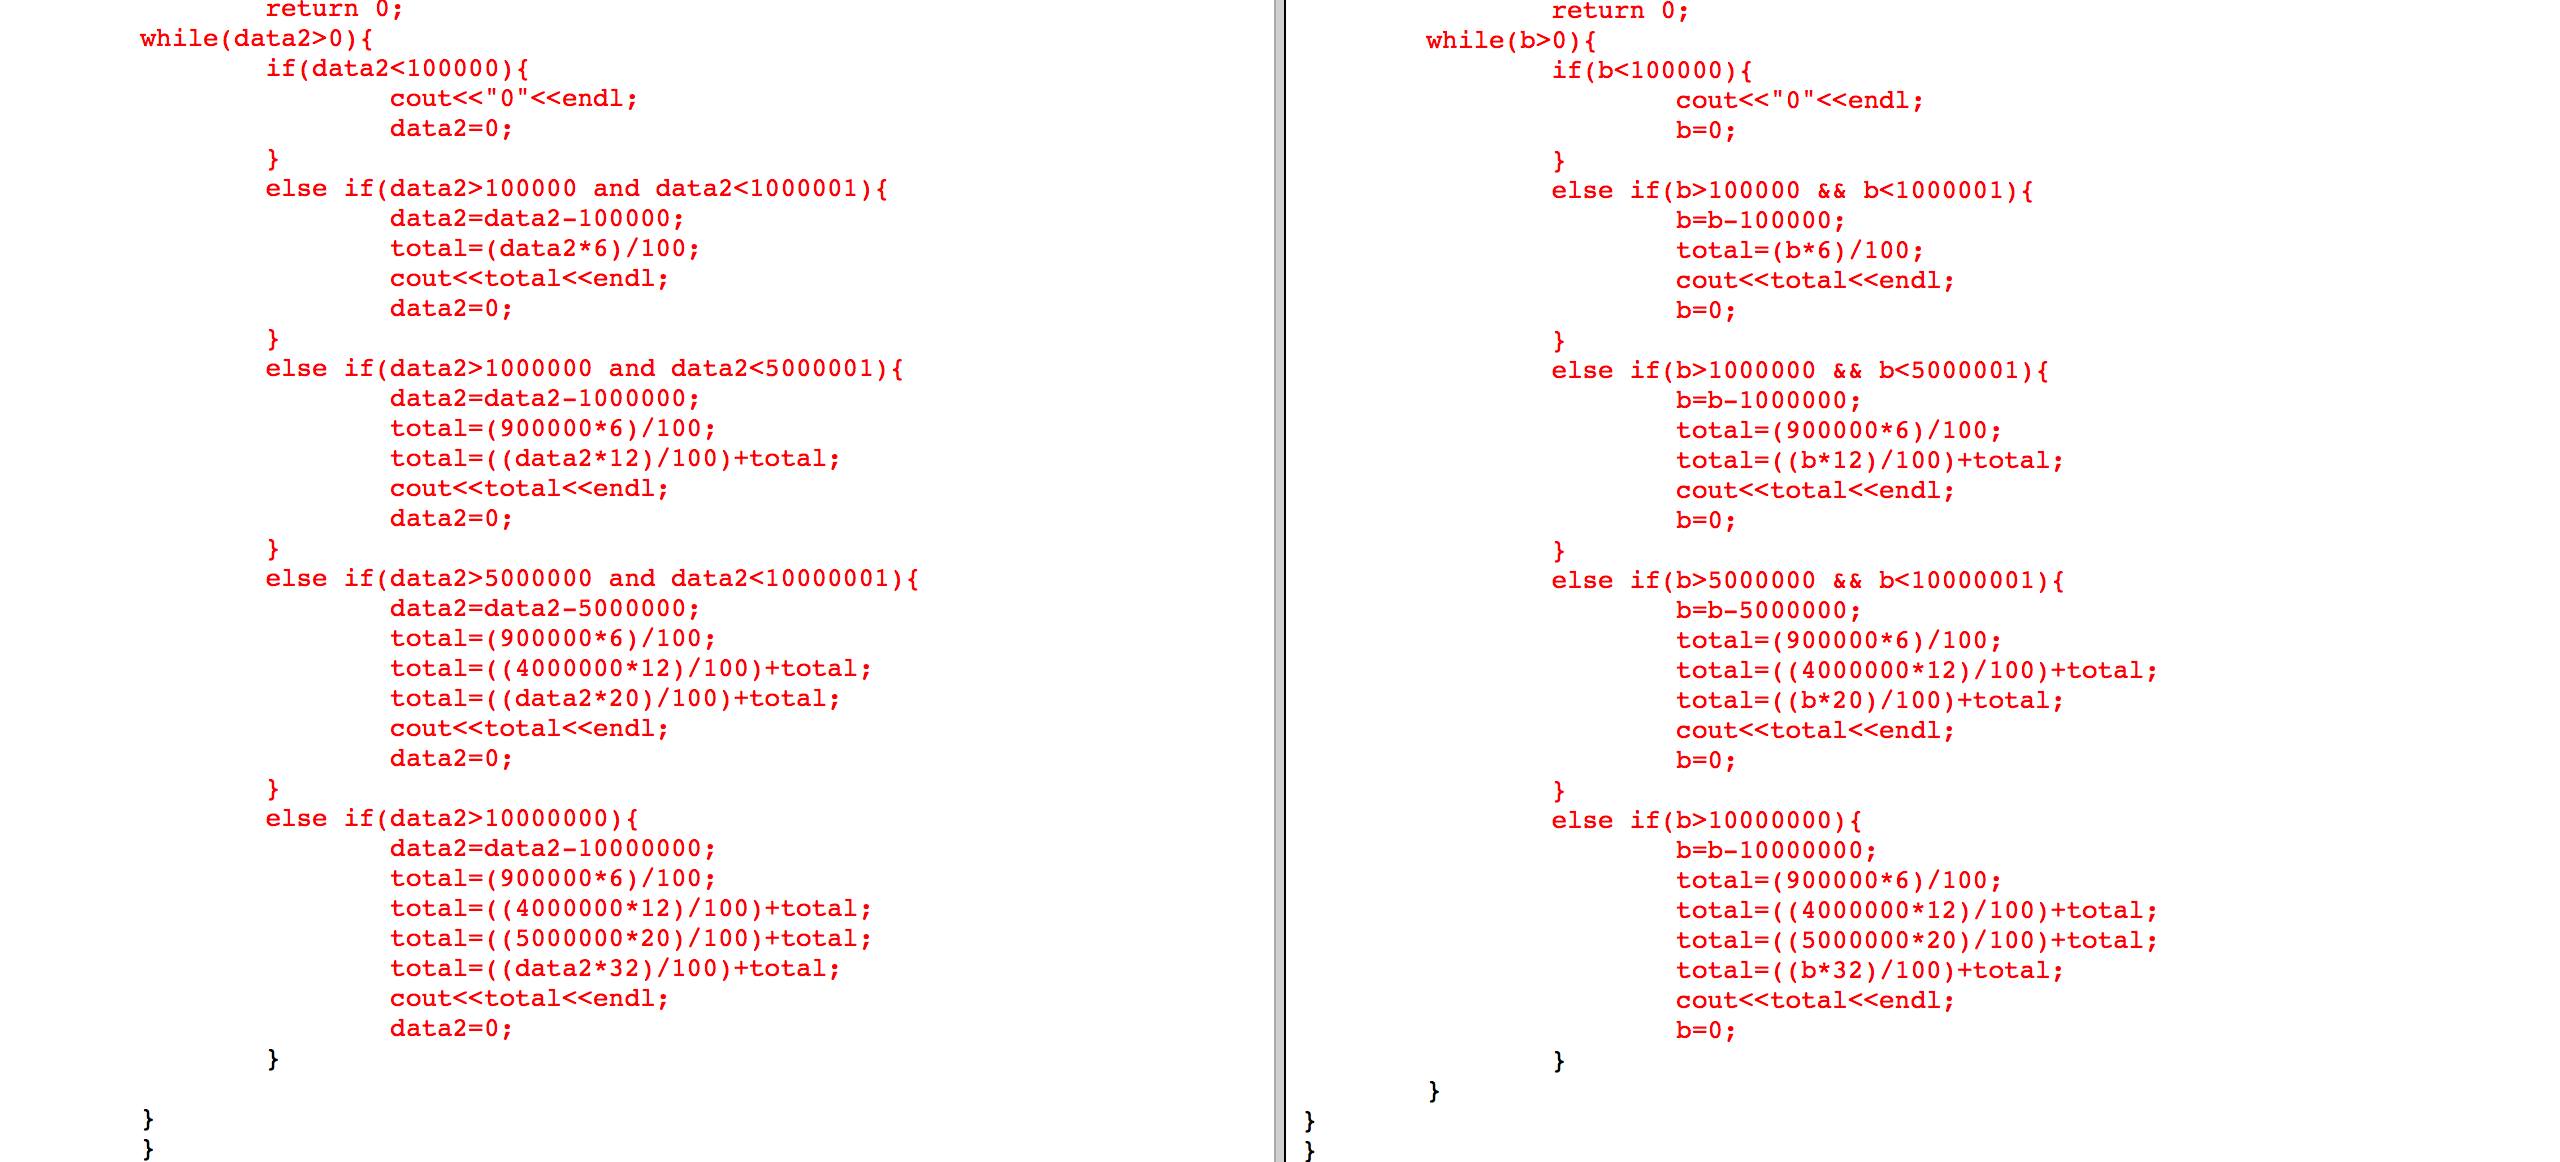 return 0;
while(data2>0){
if(data2<100000){
cout<<"0"<<endl;
data2=0;
}
else if(data2>100000 and data2<1000001){
data2=data2-100000;
total=(data2*6)/100;
cout<<total<<endl;
data2=0;
}
else if(data2>1000000 and data2<5000001){
data2=data2-1000000;
total=(900000*6)/100;
total=((data2*12)/100)+total;
cout<<total<<endl;
data2=0;
}
else if(data2>5000000 and data2<10000001){
data2=data2-5000000;
total=(900000*6)/100;
total=((4000000*12)/100)+total;
total=((data2*20)/100)+total;
cout<<total<<endl;
data2=0;
}
else if(data2>10000000){
data2=data2-10000000;
total=(900000*6)/100;
total=((4000000*12)/100)+total;
total=((5000000*20)/100)+total;
total=((data2*32)/100)+total;
cout<<total<<endl;
data2=0;
}
}
}
return 0;
while(b>0){
if(b<100000){
cout<<"0"<<endl;
b=0;
}
else if(b>100000 && b<1000001){
b=b-100000;
total=(b*6)/100;
cout<<total<<endl;
b=0;
}
else if(b>1000000 && b<5000001){
b=b-1000000;
total=(900000*6)/100;
total=((b*12)/100)+total;
cout<<total<<endl;
b=0;
}
else if(b>5000000 && b<10000001){
b=b-5000000;
total=(900000*6)/100;
total=((4000000*12)/100)+total;
total=((b*20)/100)+total;
cout<<total<<endl;
b=0;
}
else if(b>10000000){
b=b-10000000;
total=(900000*6)/100;
total=((4000000*12)/100)+total;
total=((5000000*20)/100)+total;
total=((b*32)/100)+total;
cout<<total<<endl;
b=0;
}
}
}
}